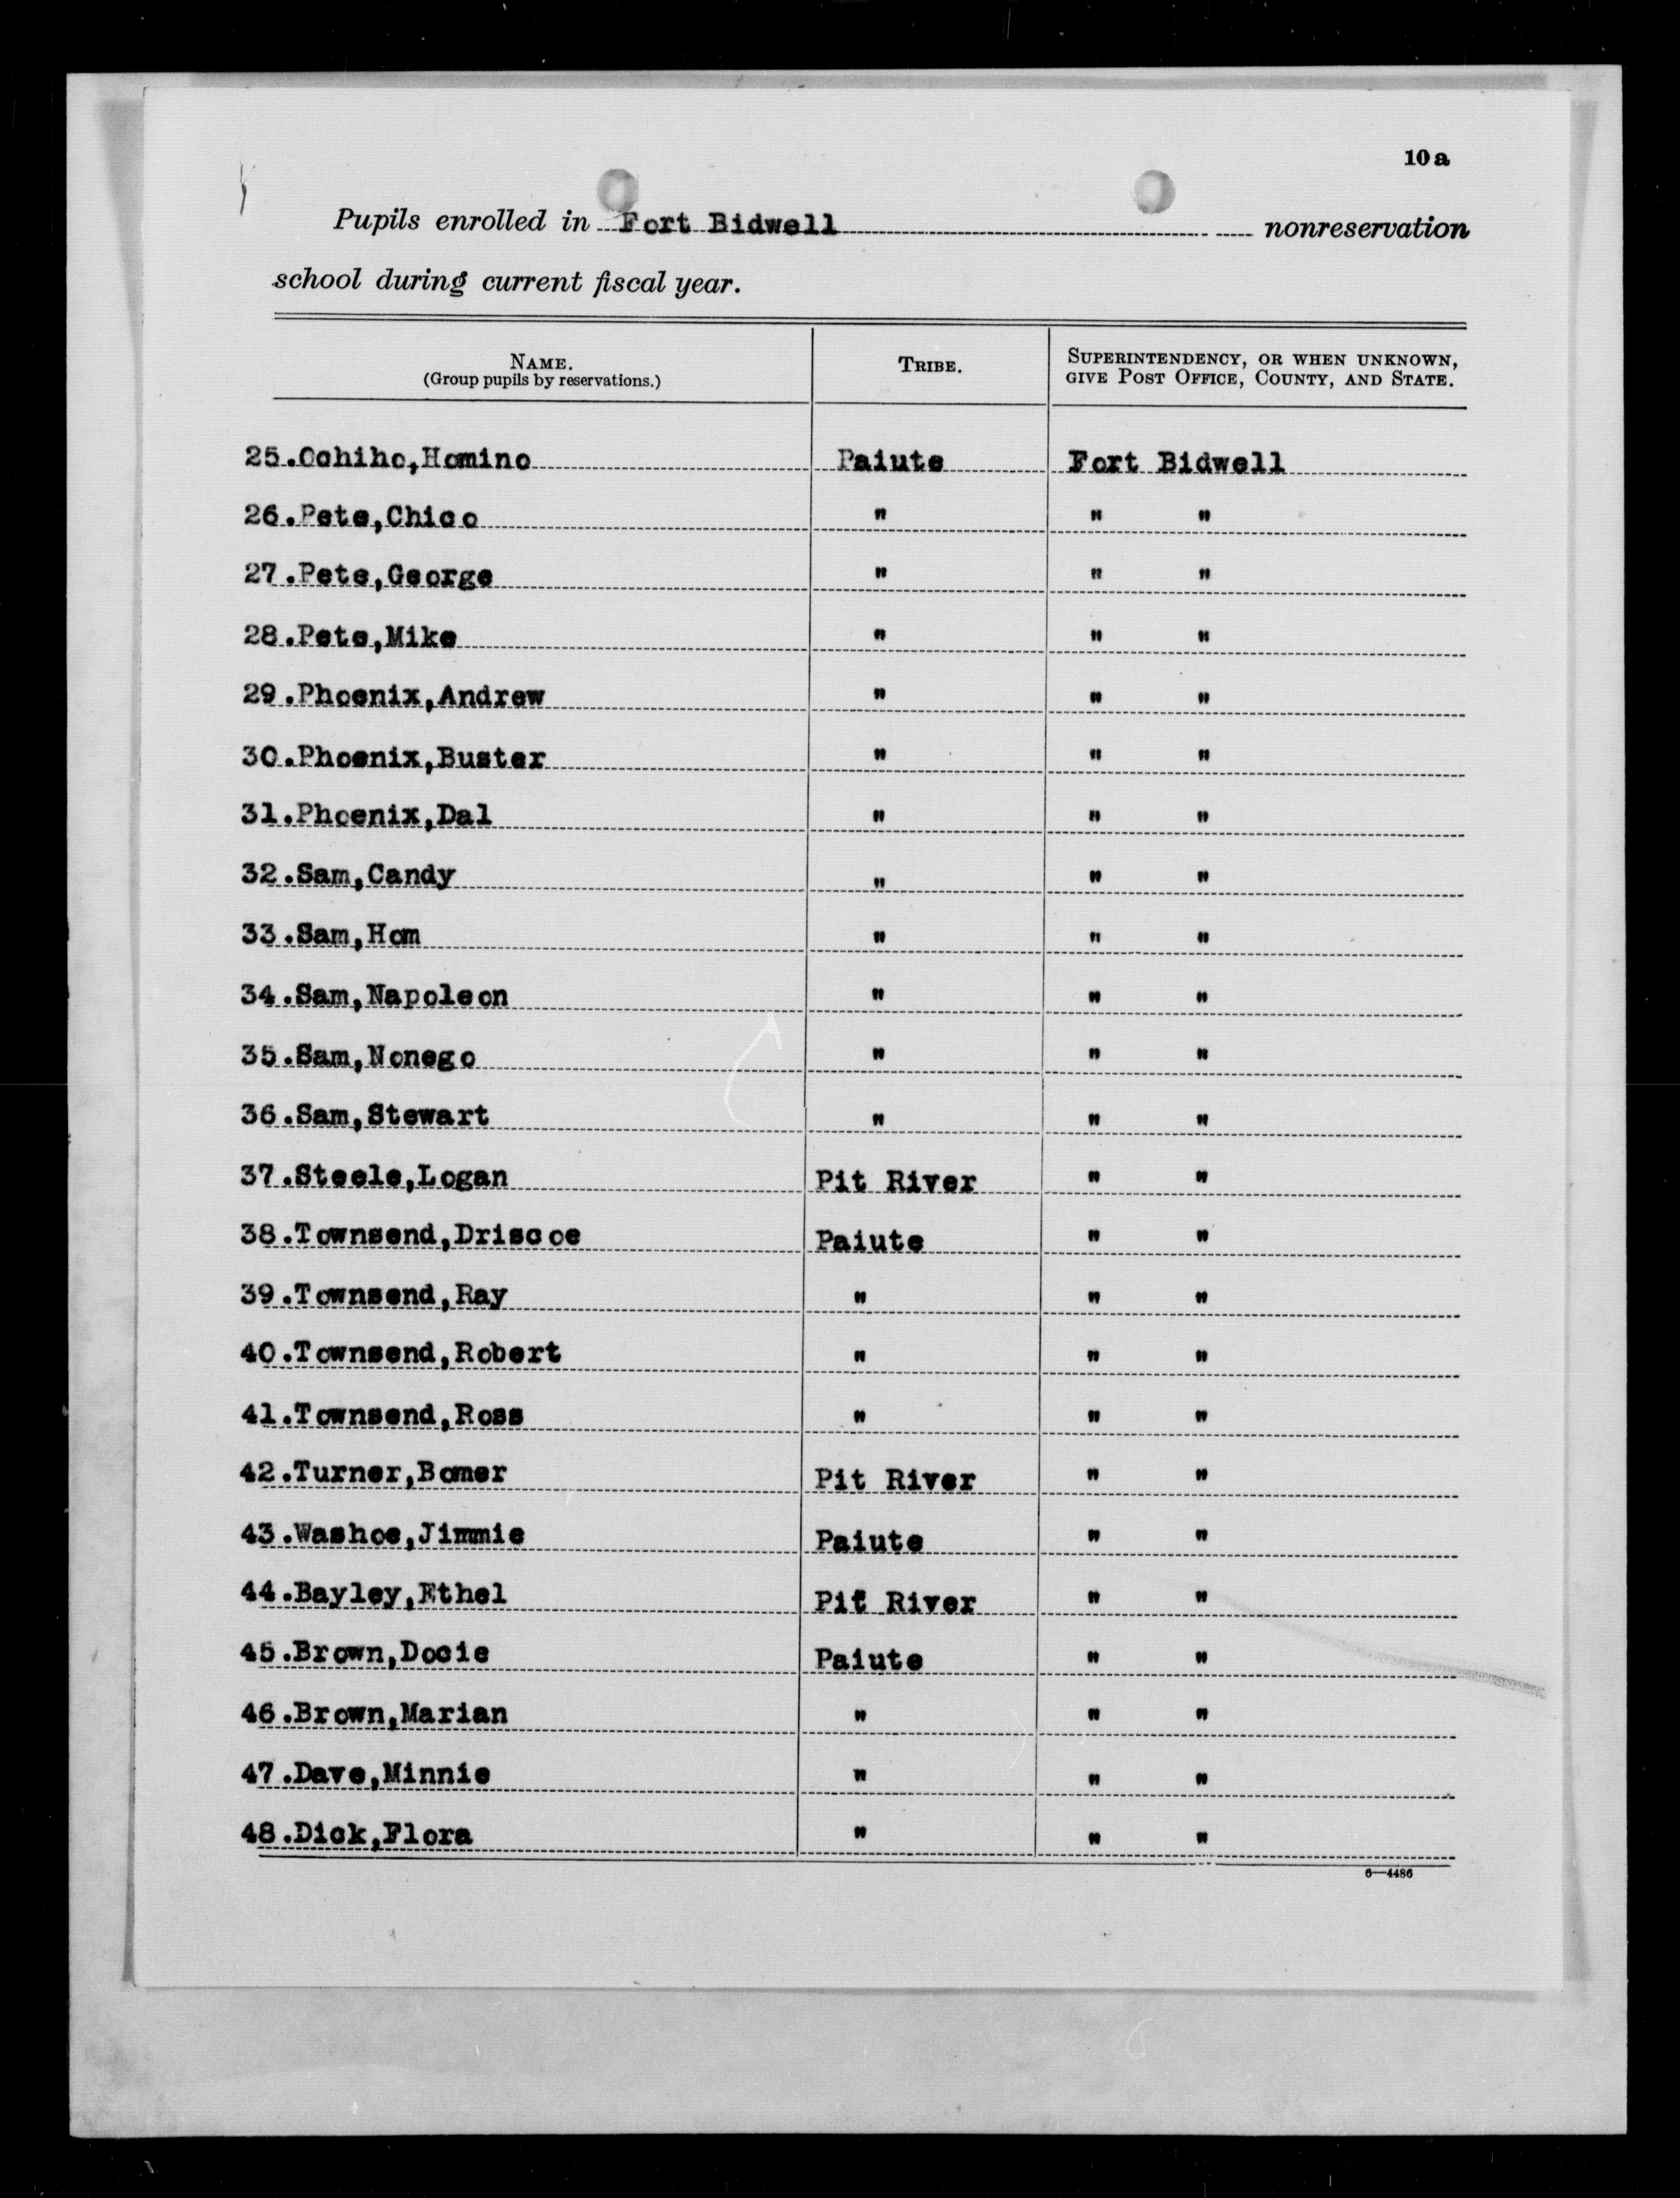 10 a
Pupils enrolled in Fort Bidwell nonreservation
school during current fiscal year.
NAME. TRIBE. SUPERINTENDENCY, OR WHEN UNKNOWN,
(Group pupils by reservations.) GIVE POST OFFICE, COUNTY, AND STATE.
25.Ochiho,Homino Paiute Fort Bidwell
26.Pete,Chico " " "
27.Pete,George " " "
28.Pete,Mike " " "
29.Phoenix,Andrew " " "
30.Phoenix,Buster " " "
31.Phoenix,Dal " " "
32.Sam,Candy " " "
33.Sam,Hom " " "
34.Sam,Napoleon " " "
35.Sam,Nonego " " "
36.Sam,Stewart " " "
37.Steele,Logan Pit River " "
38.Townsend,Driscoe Paiute " "
39.Townsend,Ray " " "
40.Townsend,Robert " " "
41.Townsend,Ross " " "
42.Turner,Bomer Pit River " "
43.Washoe,Jimmie Paiute " "
44.Bayley,Ethel Pit River " "
45.Brown,Docie Paiute " "
46.Brown,Marian " " "
47.Dave,Minnie " " "
48.Dick,Flora " " "
6—4486